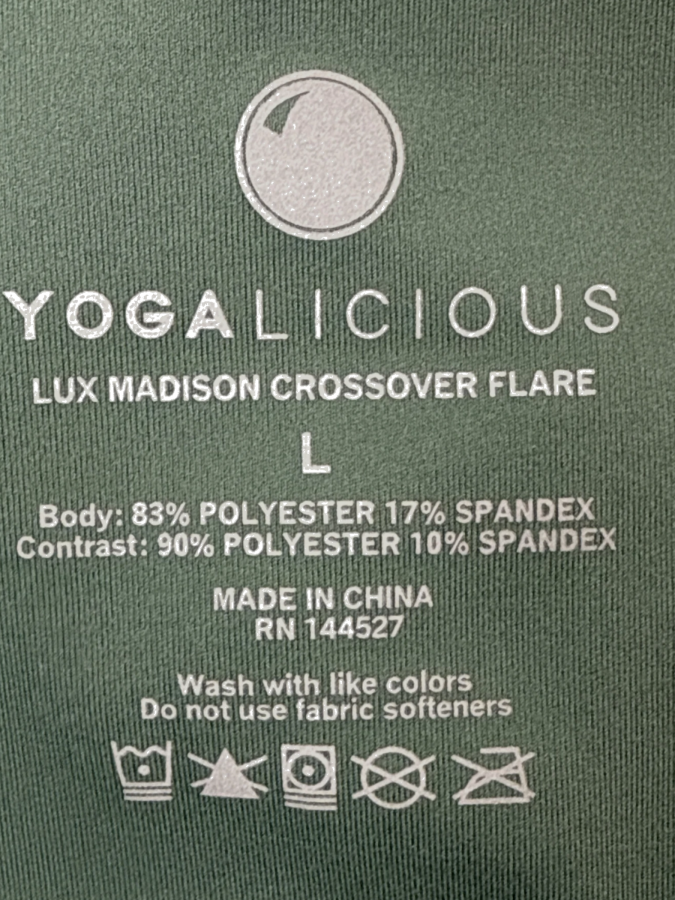 YOGALICIOUS
LUX MADISON CROSSOVER FLARE
L
Body: 83% POLYESTER 17% SPANDEX
Contrast: 90% POLYESTER 10% SPANDEX
MADE IN CHINA
RN 144527
Wash with like colors
Do not use fabric softeners